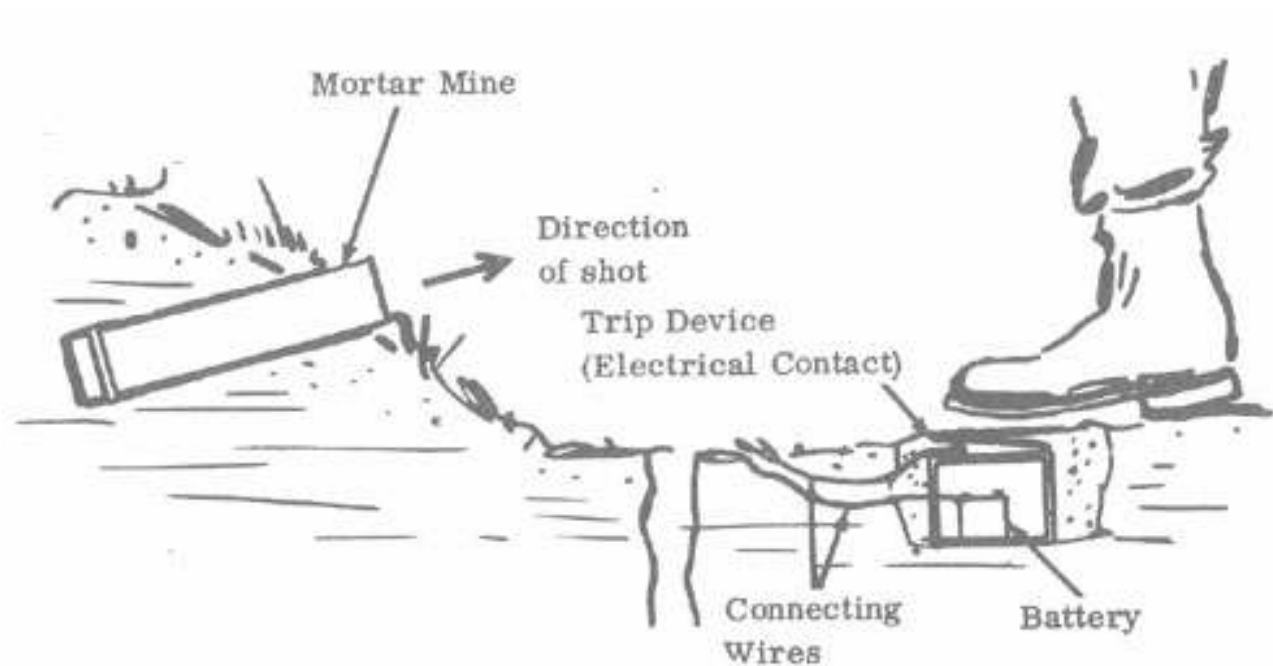 Mortar Mine
Direction
of shot
Trip Device
(Electrical Contact)
Connecting
Wires
Battery